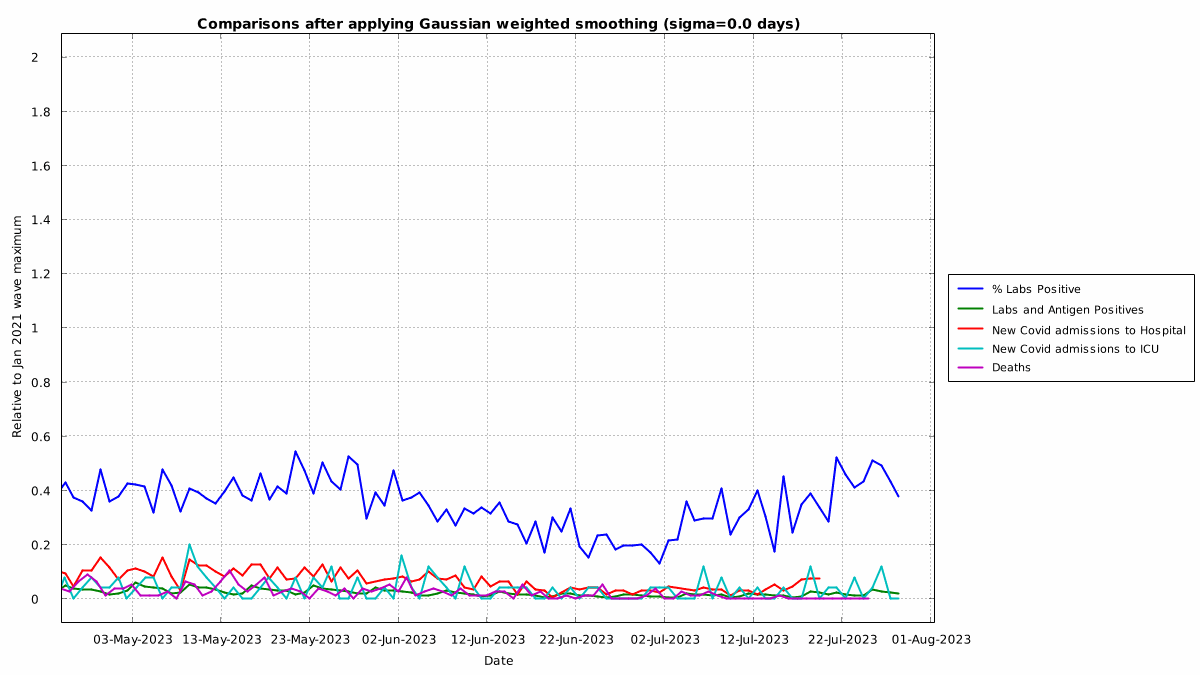 Comparisons after applying Gaussian weighted smoothing (sigma=0.0 days)
Relative to Jan 2021 wave maximum
2
1.8
1.6
1.4
1.2
1
0.8
0.6
0.4
0.2
0
03-May-2023 13-May-2023 23-May-2023 02-Jun-2023 12-Jun-2023 22-Jun-2023 02-Jul-2023 12-Jul-2023 22-Jul-2023 01-Aug-2023
Date
% Labs Positive
Labs and Antigen Positives
New Covid admissions to Hospital
New Covid admissions to ICU
Deaths